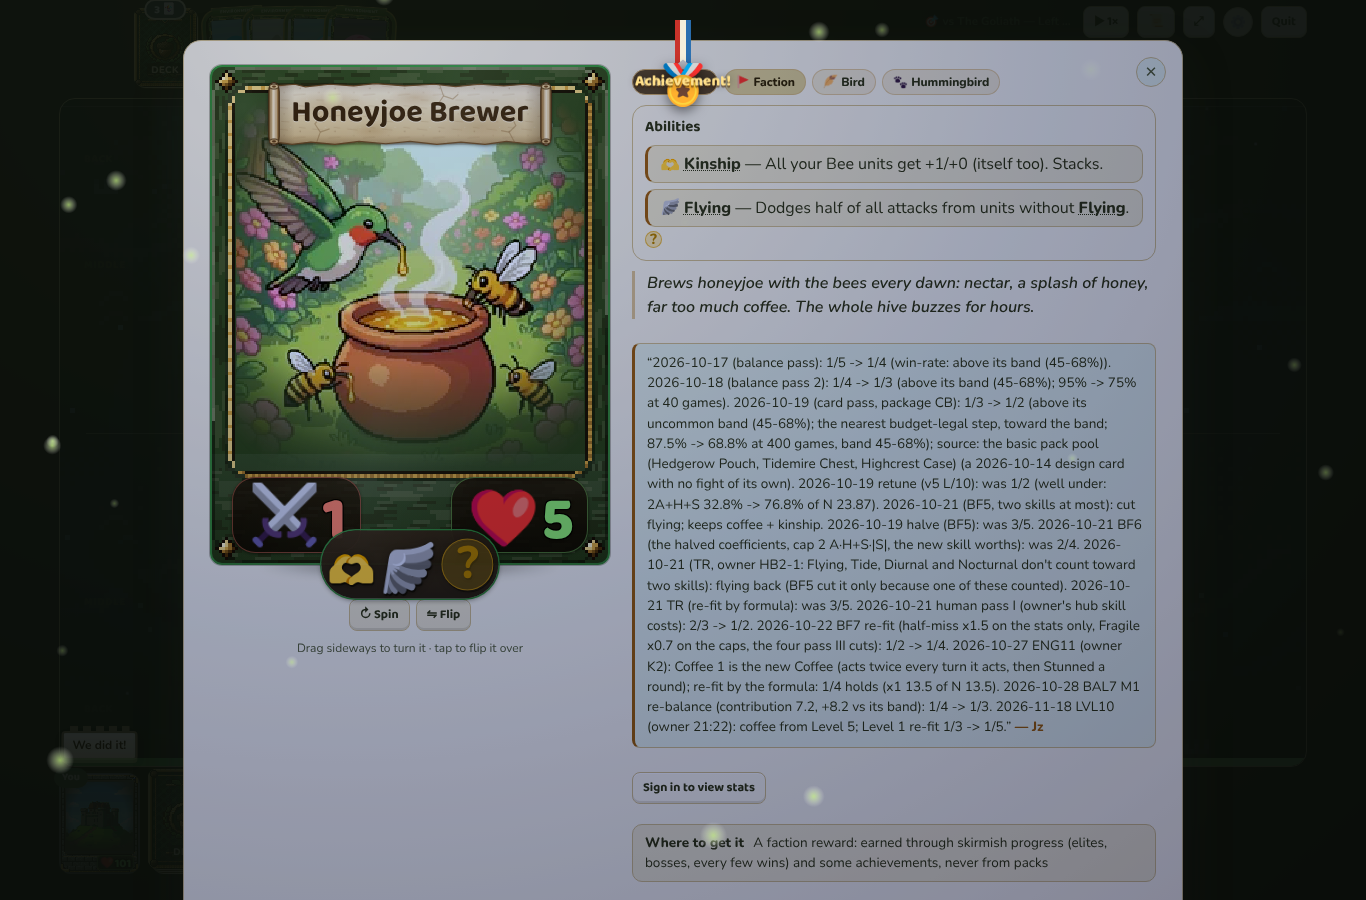 DECK
1x
Quit
Honeyjoe Brewer
1
5
?
Spin
Flip
Drag sideways to turn it · tap to flip it over
Achievement!
Faction
Bird
Hummingbird
✕
Abilities
Kinship — All your Bee units get +1/+0 (itself too). Stacks.
Flying — Dodges half of all attacks from units without Flying.
?
Brews honeyjoe with the bees every dawn: nectar, a splash of honey,
far too much coffee. The whole hive buzzes for hours.
“2026-10-17 (balance pass): 1/5 -> 1/4 (win-rate: above its band (45-68%)).
2026-10-18 (balance pass 2): 1/4 -> 1/3 (above its band (45-68%); 95% -> 75%
at 40 games). 2026-10-19 (card pass, package CB): 1/3 -> 1/2 (above its
uncommon band (45-68%); the nearest budget-legal step, toward the band;
87.5% -> 68.8% at 400 games, band 45-68%); source: the basic pack pool
(Hedgerow Pouch, Tidemire Chest, Highcrest Case) (a 2026-10-14 design card
with no fight of its own). 2026-10-19 retune (v5 L/10): was 1/2 (well under:
2A+H+S 32.8% -> 76.8% of N 23.87). 2026-10-21 (BF5, two skills at most): cut
flying; keeps coffee + kinship. 2026-10-19 halve (BF5): was 3/5. 2026-10-21 BF6
(the halved coefficients, cap 2 A·H+S·|S|, the new skill worths): was 2/4. 2026-
10-21 (TR, owner HB2-1: Flying, Tide, Diurnal and Nocturnal don't count toward
two skills): flying back (BF5 cut it only because one of these counted). 2026-10-
21 TR (re-fit by formula): was 3/5. 2026-10-21 human pass I (owner's hub skill
costs): 2/3 -> 1/2. 2026-10-22 BF7 re-fit (half-miss x1.5 on the stats only, Fragile
x0.7 on the caps, the four pass III cuts): 1/2 -> 1/4. 2026-10-27 ENG11 (owner
K2): Coffee 1 is the new Coffee (acts twice every turn it acts, then Stunned a
round); re-fit by the formula: 1/4 holds (x1 13.5 of N 13.5). 2026-10-28 BAL7 M1
re-balance (contribution 7.2, +8.2 vs its band): 1/4 -> 1/3. 2026-11-18 LVL10
(owner 21:22): coffee from Level 5; Level 1 re-fit 1/3 -> 1/5.” — Jz
Sign in to view stats
Where to get it A faction reward: earned through skirmish progress (elites,
bosses, every few wins) and some achievements, never from packs
We did it!